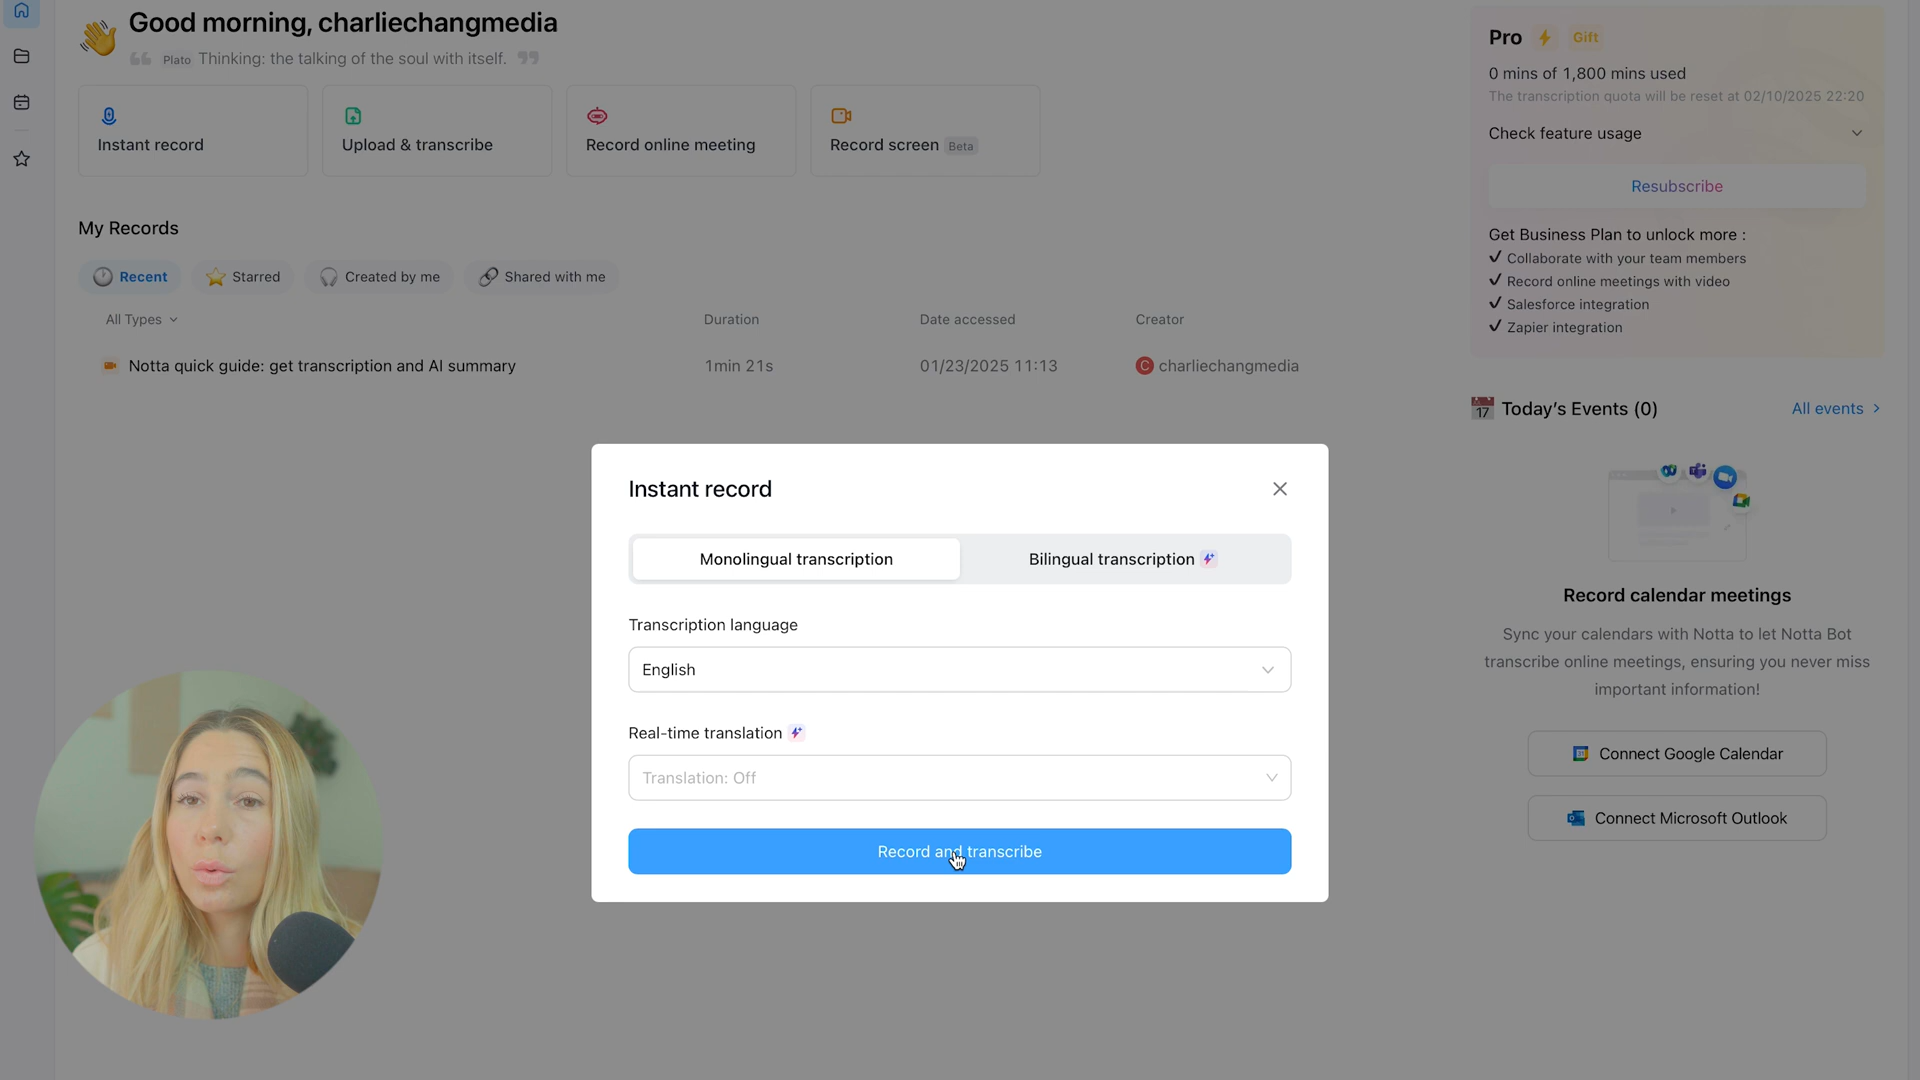 Good morning, charliechangmedia
Plato Thinking: the talking of the soul with itself.
Instant record
Upload & transcribe
Record online meeting
Record screen Beta
My Records
Recent
Starred
Created by me
Shared with me
All Types
Duration
Date accessed
Creator
Notta quick guide: get transcription and AI summary
1min 21s
01/23/2025 11:13
C charliechangmedia
Pro Gift
0 mins of 1,800 mins used
The transcription quota will be reset at 02/10/2025 22:20
Check feature usage
Resubscribe
Get Business Plan to unlock more :
Collaborate with your team members
Record online meetings with video
Salesforce integration
Zapier integration
17 Today's Events (0)
All events
Record calendar meetings
Sync your calendars with Notta to let Notta Bot
transcribe online meetings, ensuring you never miss
important information!
Connect Google Calendar
Connect Microsoft Outlook
Instant record
Monolingual transcription
Bilingual transcription
Transcription language
English
Real-time translation
Translation: Off
Record and transcribe